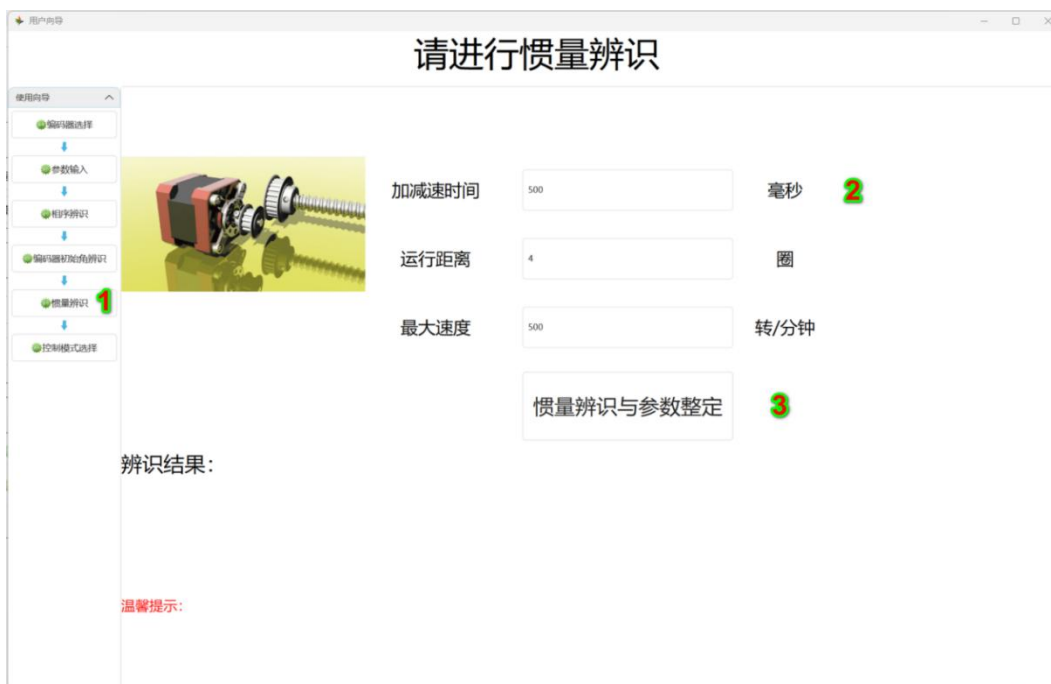 用户向导
请进行惯量辨识
使用向导
编码器选择
参数输入
相序辨识
编码器初始角辨识
惯量辨识 1
控制模式选择
加减速时间 500 毫秒 2
运行距离 4 圈
最大速度 500 转/分钟
惯量辨识与参数整定 3
辨识结果：
温馨提示：